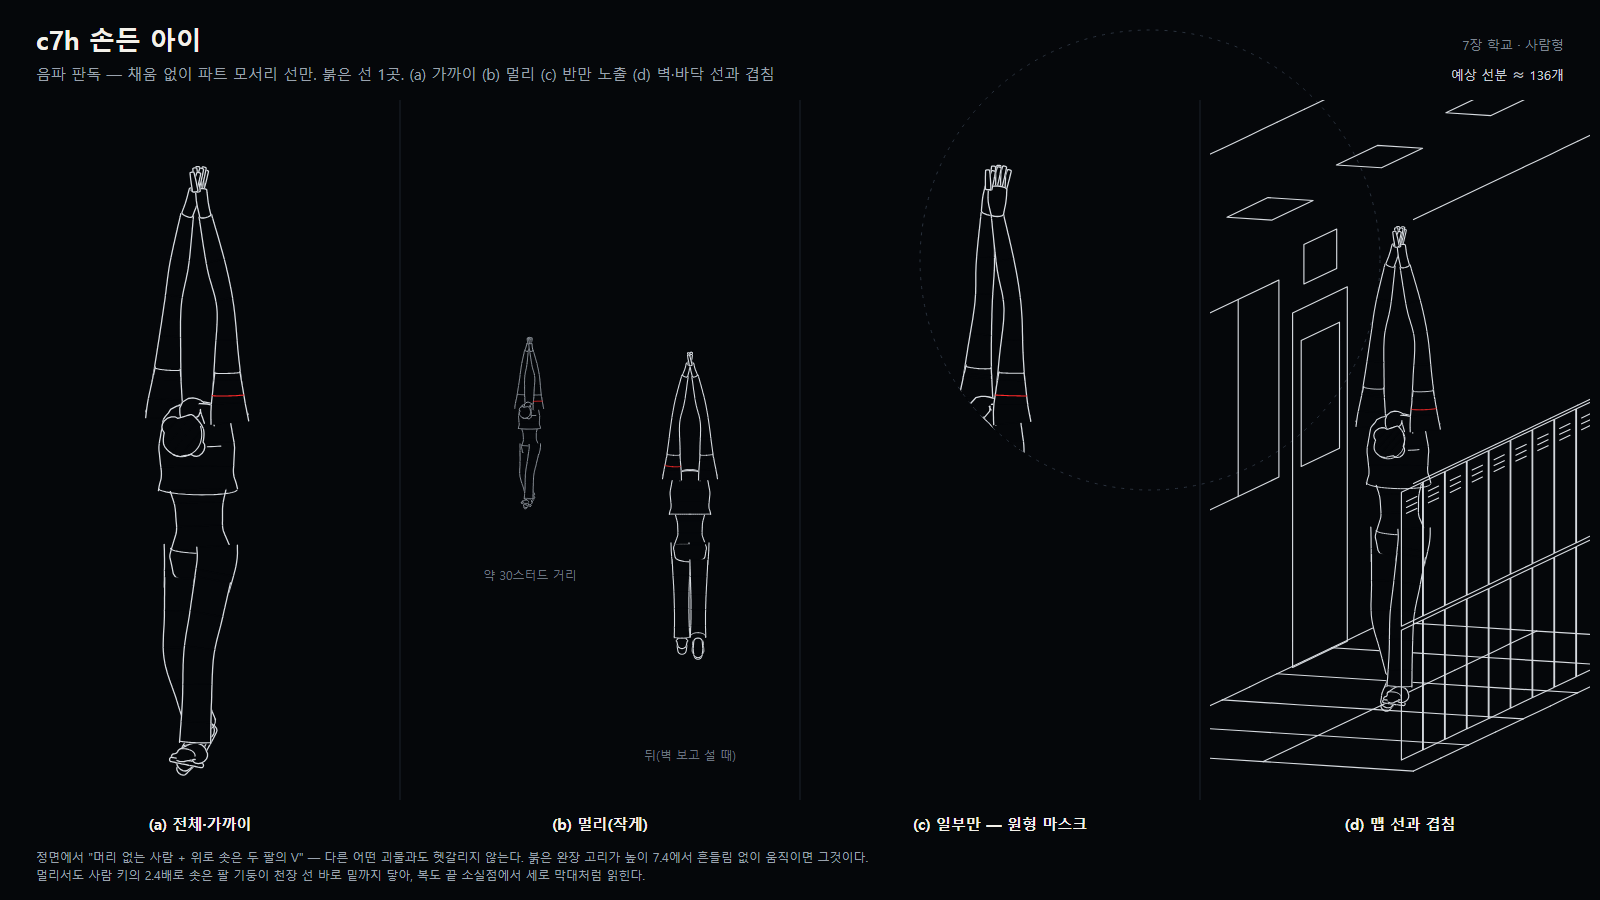 c7h 손든 아이
음파 판독 — 채움 없이 파트 모서리 선만. 붉은 선 1곳. (a) 가까이 (b) 멀리 (c) 반만 노출 (d) 벽·바닥 선과 겹침
7장 학교 · 사람형
예상 선분 ≈ 136개
약 30스터드 거리
뒤(벽 보고 설 때)
(a) 전체·가까이
(b) 멀리(작게)
(c) 일부만 — 원형 마스크
(d) 맵 선과 겹침
정면에서 "머리 없는 사람 + 위로 솟은 두 팔의 V" — 다른 어떤 괴물과도 헷갈리지 않는다. 붉은 완장 고리가 높이 7.4에서 흔들림 없이 움직이면 그것이다.
멀리서도 사람 키의 2.4배로 솟은 팔 기둥이 천장 선 바로 밑까지 닿아, 복도 끝 소실점에서 세로 막대처럼 읽힌다.